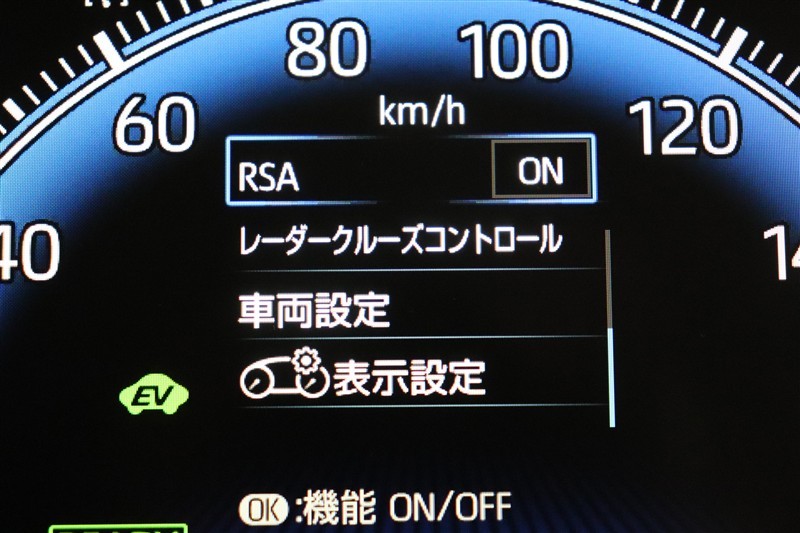 80 100
km/h
60 120
RSA ON
40
レーダークルーズコントロール
車両設定
表示設定
EV
OK:機能 ON/OFF